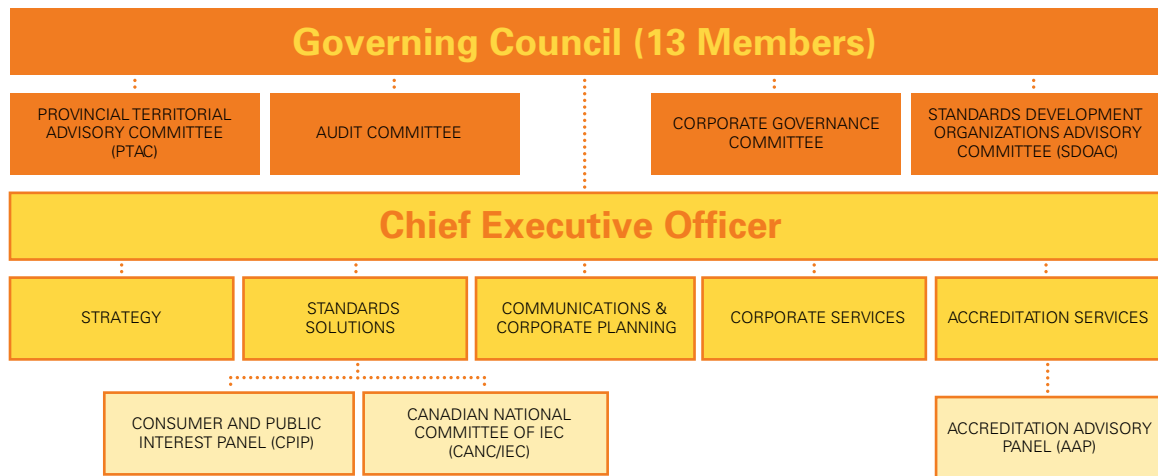 Governing Council (13 Members)
PROVINCIAL TERRITORIAL
ADVISORY COMMITTEE
(PTAC)
AUDIT COMMITTEE
CORPORATE GOVERNANCE
COMMITTEE
STANDARDS DEVELOPMENT
ORGANIZATIONS ADVISORY
COMMITTEE (SDOAC)
Chief Executive Officer
STRATEGY
STANDARDS
SOLUTIONS
COMMUNICATIONS &
CORPORATE PLANNING
CORPORATE SERVICES
ACCREDITATION SERVICES
CONSUMER AND PUBLIC
INTEREST PANEL (CPIP)
CANADIAN NATIONAL
COMMITTEE OF IEC
(CANC/IEC)
ACCREDITATION ADVISORY
PANEL (AAP)